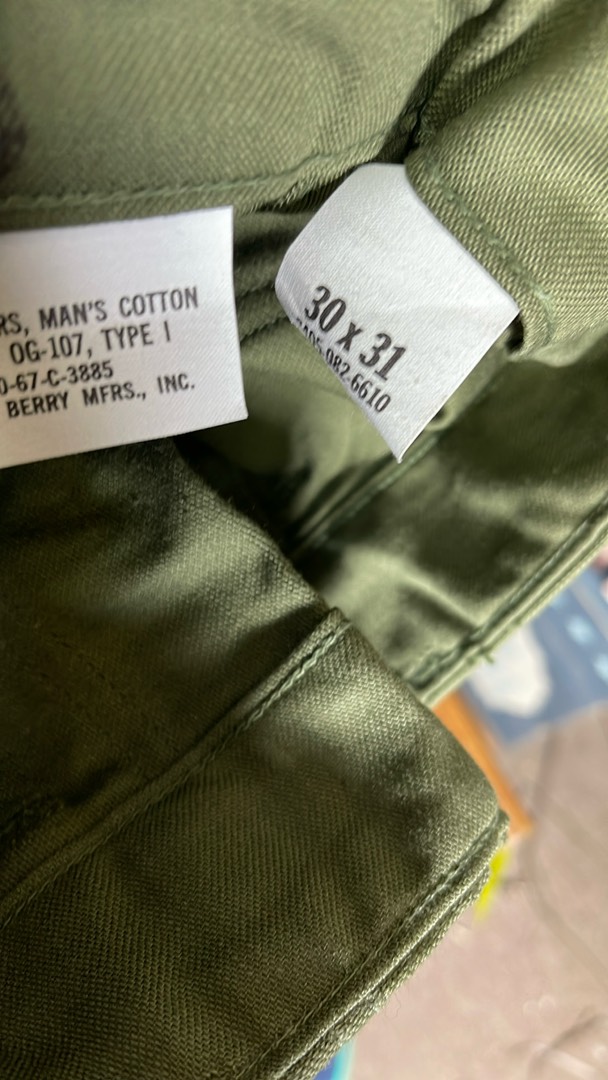 RS, MAN'S COTTON
OG-107, TYPE I
0-67-C-3885
BERRY MFRS., INC.
30 x 31
8405-082-6610